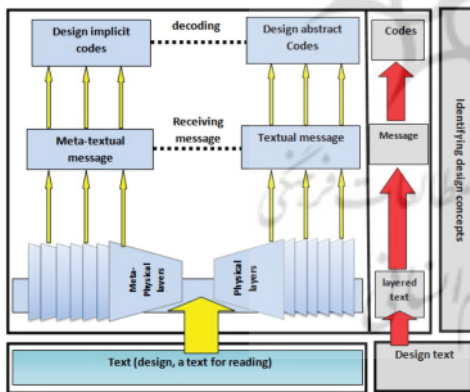 Design implicit
codes
decoding
Design abstract
Codes
Codes
Receiving
message
Meta-textual
message
Textual message
Message
Identifying design concepts
Meta-
Physical
layers
Physical
layers
layered
text
Text (design, a text for reading)
Design text